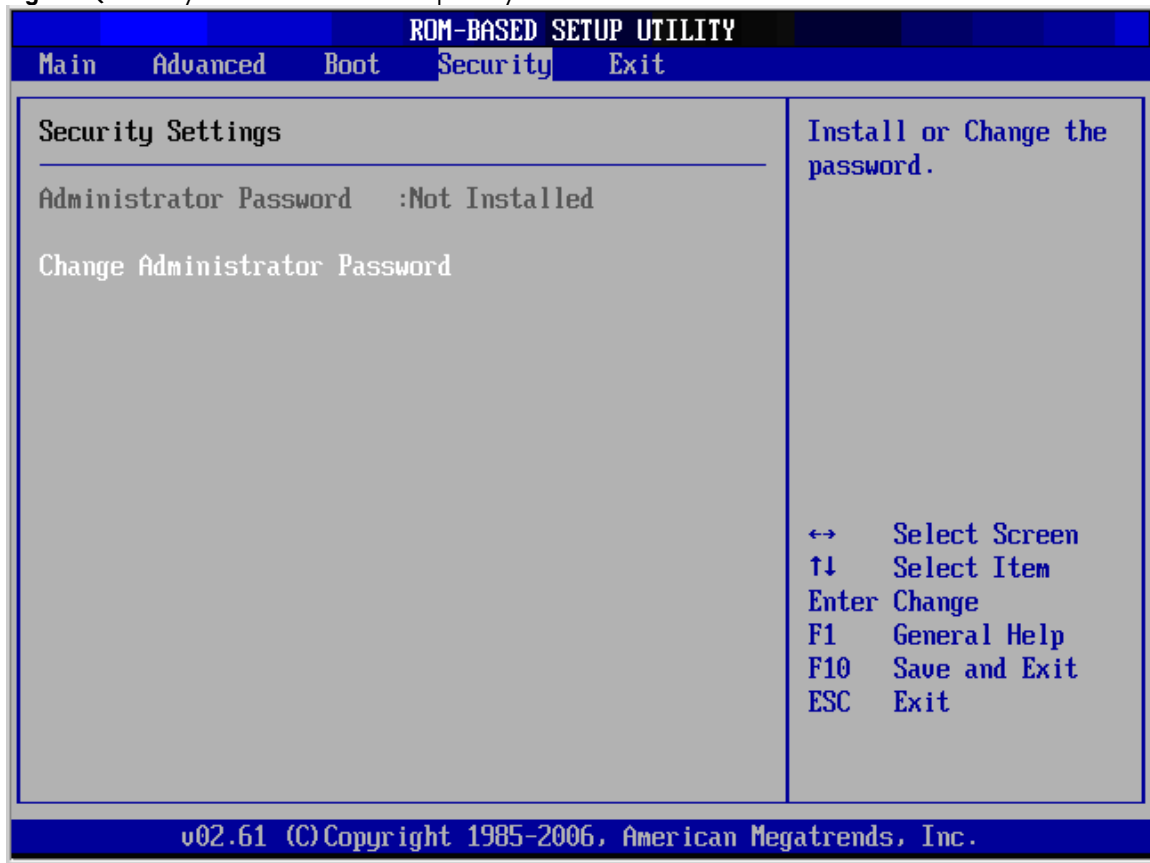 ROM-BASED SETUP UTILITY
Main Advanced Boot Security Exit
Security Settings
Administrator Password :Not Installed
Change Administrator Password
Install or Change the
password.
←→ Select Screen
↑↓ Select Item
Enter Change
F1 General Help
F10 Save and Exit
ESC Exit
v02.61 (C)Copyright 1985-2006, American Megatrends, Inc.